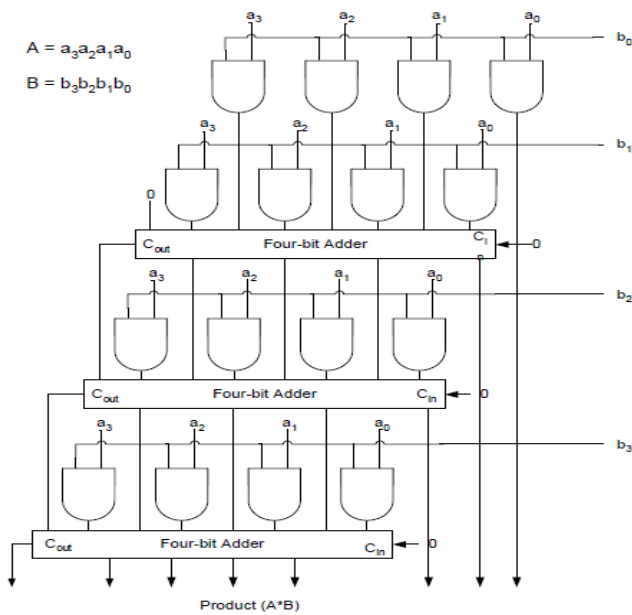 a3 a2 a1 a0
b0
A = a3a2a1a0
B = b3b2b1b0
a3 a2 a1 a0
b1
0
Cout Four-bit Adder Cin 0
a3 a2 a1 a0
b2
Cout Four-bit Adder Cin 0
a3 a2 a1 a0
b3
Cout Four-bit Adder Cin 0
Product (A*B)